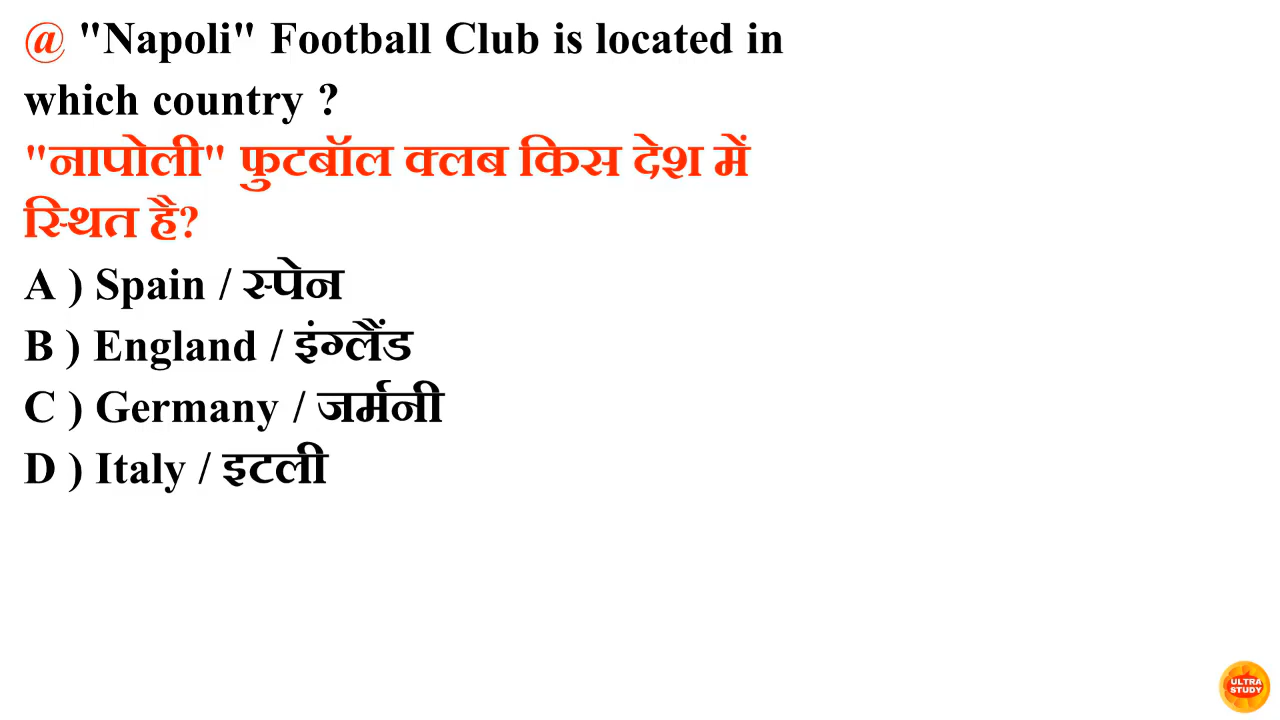 @ "Napoli" Football Club is located in
which country ?
"नापोली" फुटबॉल क्लब किस देश में
स्थित है?
A ) Spain / स्पेन
B ) England / इंग्लैंड
C ) Germany / जर्मनी
D ) Italy / इटली
ULTRA
STUDY